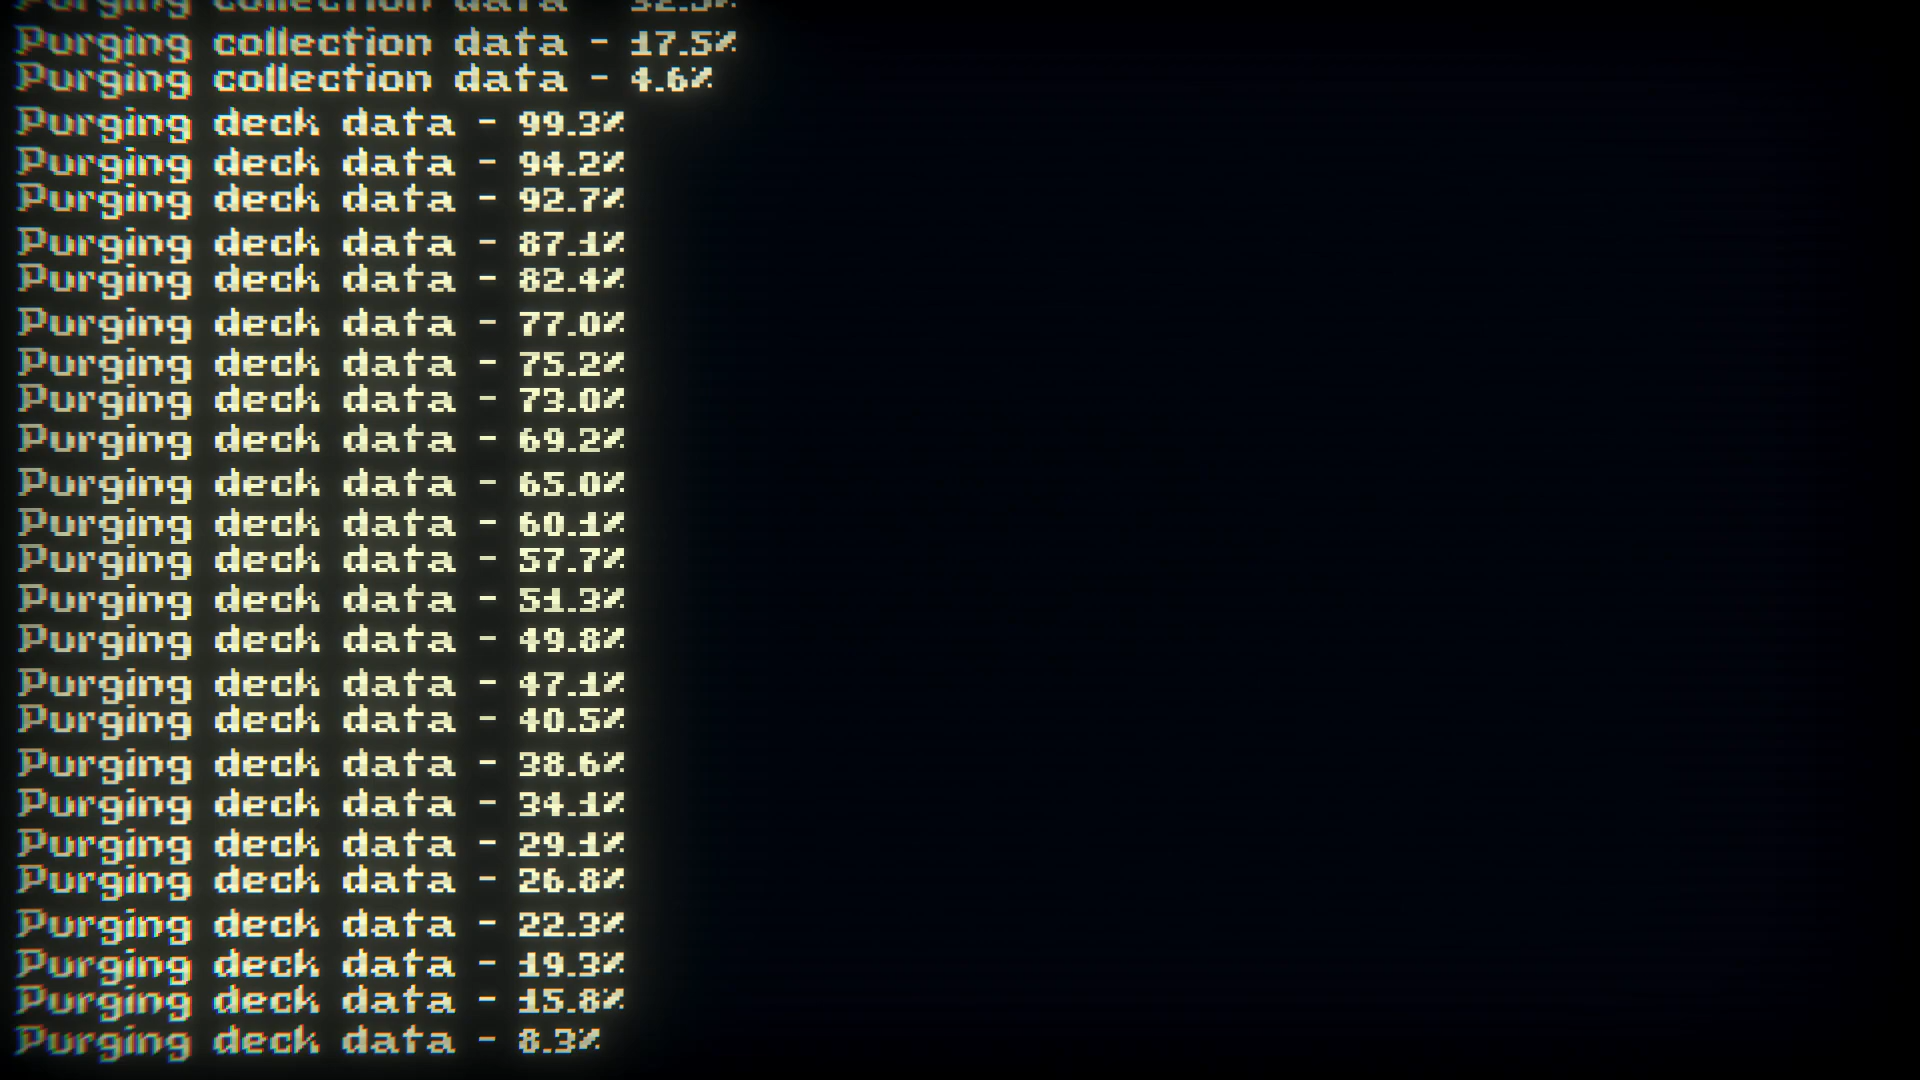 Purging collection data - 32.5%
Purging collection data - 17.5%
Purging collection data - 4.6%
Purging deck data - 99.3%
Purging deck data - 94.2%
Purging deck data - 92.7%
Purging deck data - 87.1%
Purging deck data - 82.4%
Purging deck data - 77.0%
Purging deck data - 75.2%
Purging deck data - 73.0%
Purging deck data - 69.2%
Purging deck data - 65.0%
Purging deck data - 60.1%
Purging deck data - 57.7%
Purging deck data - 51.3%
Purging deck data - 49.8%
Purging deck data - 47.1%
Purging deck data - 40.5%
Purging deck data - 38.6%
Purging deck data - 34.1%
Purging deck data - 29.1%
Purging deck data - 26.8%
Purging deck data - 22.3%
Purging deck data - 19.3%
Purging deck data - 15.8%
Purging deck data - 8.3%